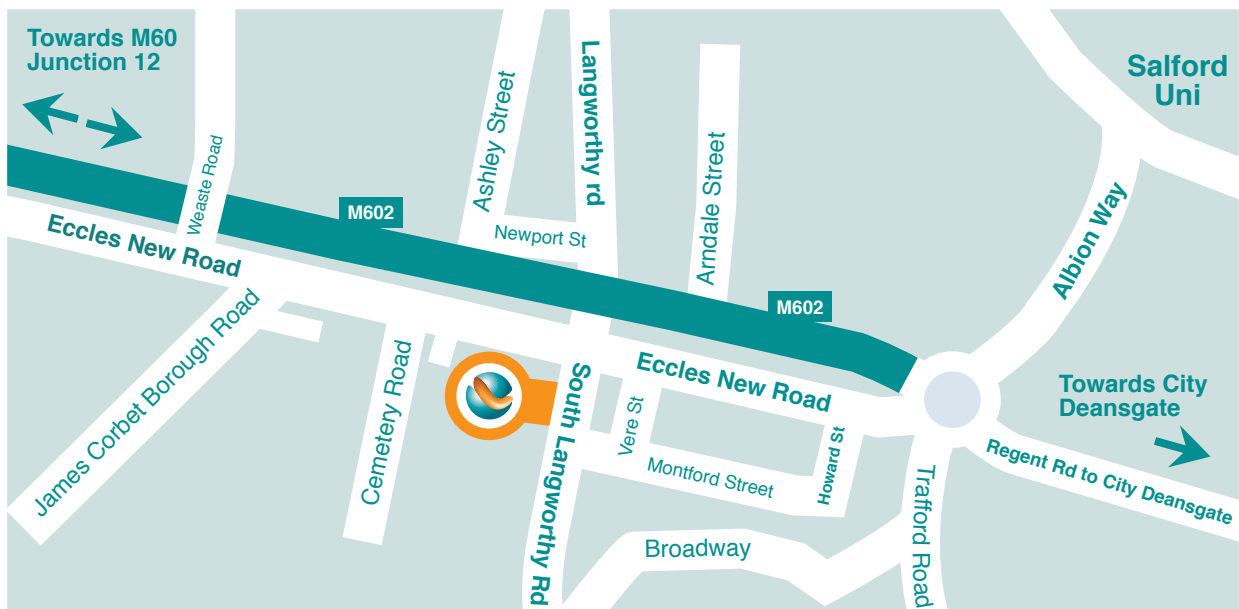 Towards M60
Junction 12
Weaste Road
Ashley Street
Langworthy rd
Arndale Street
Salford
Uni
M602
Newport St
Eccles New Road
Albion Way
M602
James Corbet Borough Road
Cemetery Road
South Langworthy Rd
Eccles New Road
Vere St
Towards City
Deansgate
Montford Street
Howard St
Regent Rd to City Deansgate
Trafford Road
Broadway